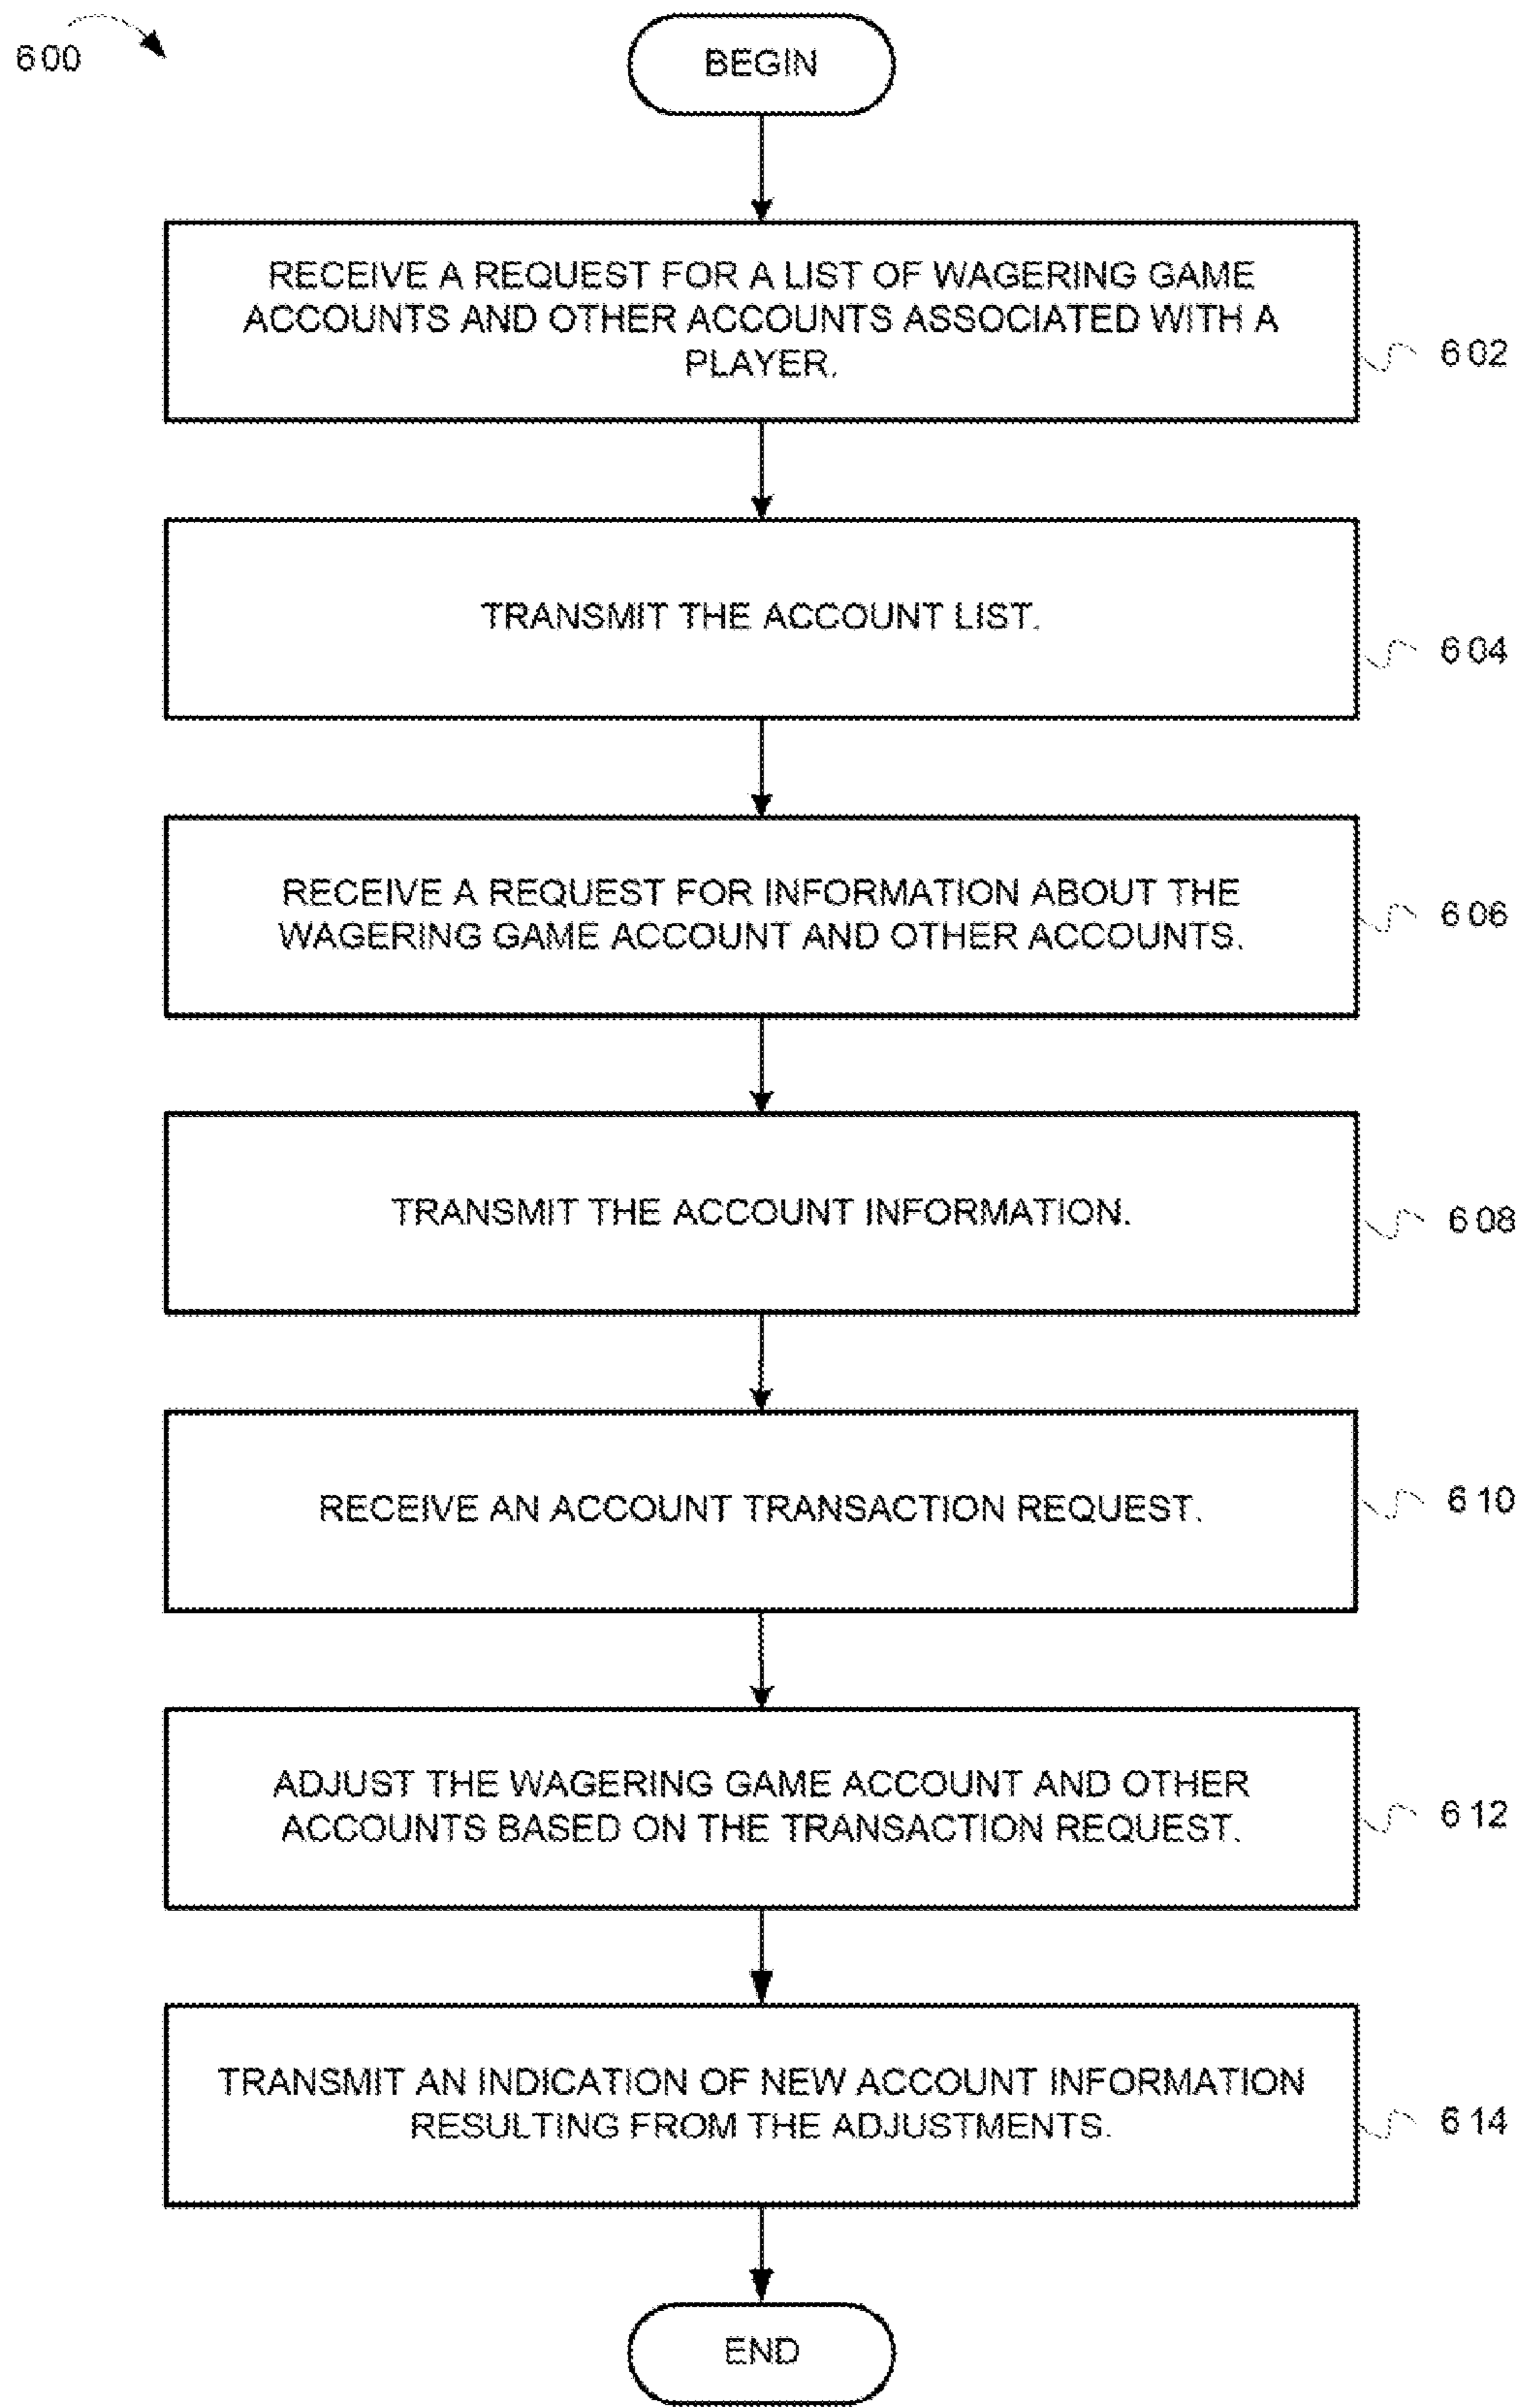 600
BEGIN
RECEIVE A REQUEST FOR A LIST OF WAGERING GAME
ACCOUNTS AND OTHER ACCOUNTS ASSOCIATED WITH A
PLAYER.
602
TRANSMIT THE ACCOUNT LIST.
604
RECEIVE A REQUEST FOR INFORMATION ABOUT THE
WAGERING GAME ACCOUNT AND OTHER ACCOUNTS.
606
TRANSMIT THE ACCOUNT INFORMATION.
608
RECEIVE AN ACCOUNT TRANSACTION REQUEST.
610
ADJUST THE WAGERING GAME ACCOUNT AND OTHER
ACCOUNTS BASED ON THE TRANSACTION REQUEST.
612
TRANSMIT AN INDICATION OF NEW ACCOUNT INFORMATION
RESULTING FROM THE ADJUSTMENTS.
614
END